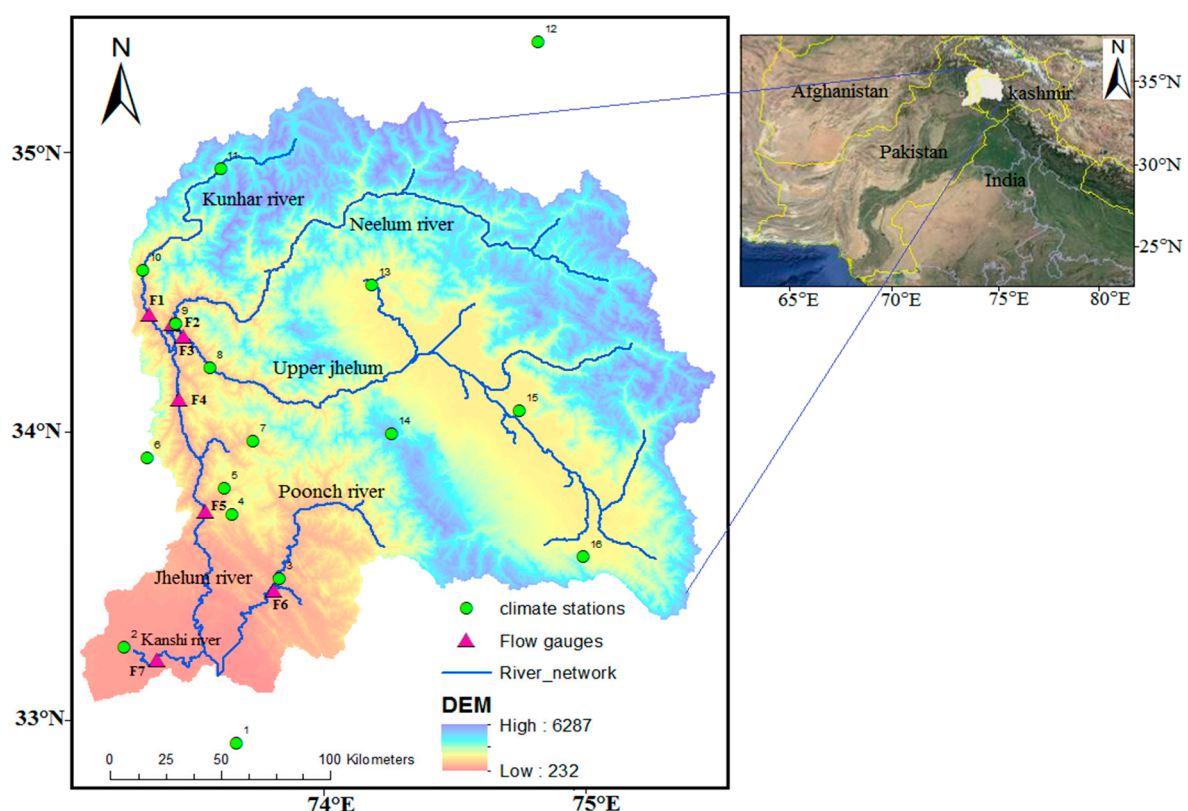 N
12
35°N
11
Kunhar river
Neelum river
10
13
F1
9
F2
F3
8
Upper jhelum
F4
15
34°N
14
7
6
5
Poonch river
4
F5
3
16
Jhelum river
F6
climate stations
2
Kanshi river
Flow gauges
F7
River_network
DEM
33°N
High : 6287
1
Low : 232
0 25 50 100 Kilometers
74°E
75°E
N
35°N
Afghanistan
kashmir
Pakistan
30°N
India
25°N
65°E
70°E
75°E
80°E